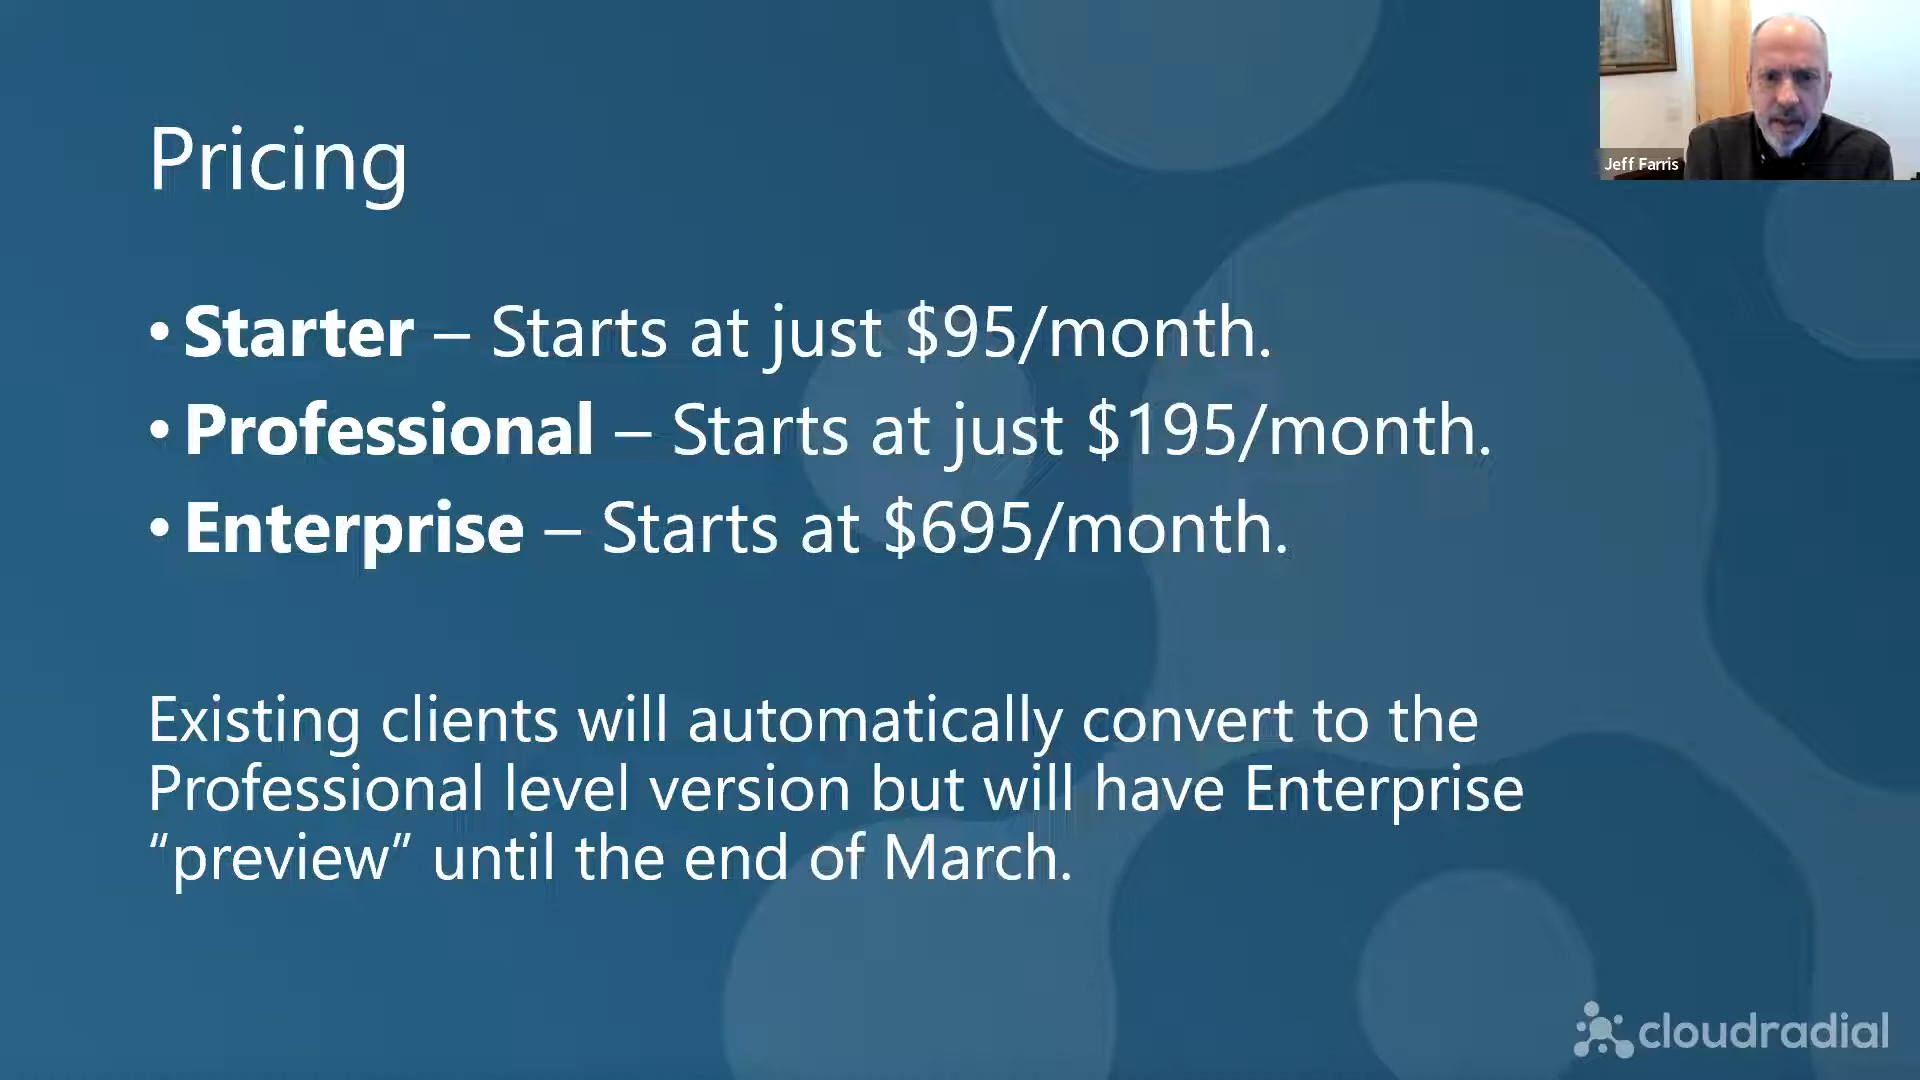 Jeff Farris
Pricing
• Starter – Starts at just $95/month.
• Professional – Starts at just $195/month.
• Enterprise – Starts at $695/month.
Existing clients will automatically convert to the
Professional level version but will have Enterprise
“preview” until the end of March.
cloudradial